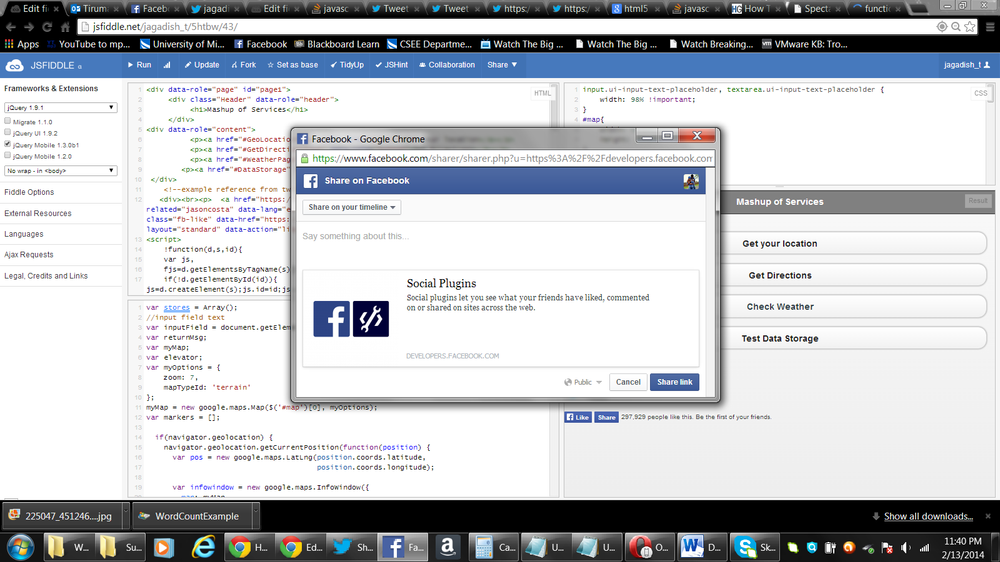 Edit fi
Tirum
Facebo
jagadi
Edit fi
javasc
Tweet
Tweet
https:/
https:/
html5
javasc
How T
Specta
functi
jsfiddle.net/jagadish_t/5htbw/43/
Apps
YouTube to mp...
University of Mi...
Facebook
Blackboard Learn
CSEE Departme...
Watch The Big ...
Watch The Big ...
Watch Breaking...
VMware KB: Tro...
JSFIDDLE α
Run
Update
Fork
Set as base
TidyUp
JSHint
Collaboration
Share
jagadish_t
Frameworks & Extensions
jQuery 1.9.1
Migrate 1.1.0
jQuery UI 1.9.2
jQuery Mobile 1.3.0b1
jQuery Mobile 1.2.0
No wrap - in <body>
Fiddle Options
External Resources
Languages
Ajax Requests
Legal, Credits and Links
HTML
1 <div data-role="page" id="page1">
2 <div class="Header" data-role="header">
3 <h1>Mashup of Services</h1>
4 </div>
5 <div data-role="content">
6 <p><a href="#GeoLocatio
7 <p><a href="#GetDirecti
8 <p><a href="#WeatherPag
9 <p><a href="#DataStorage"
10 </div>
11 <!--example reference from tw
12 <div><br><p> <a href="https:/
related="jasoncosta" data-lang="e
class="fb-like" data-href="https:
layout="standard" data-action="li
13 <script>
14 !function(d,s,id){
15 var js,
16 fjs=d.getElementsByTagName(s)
17 if(!d.getElementById(id)){
js=d.createElement(s);js.id=id;js
CSS
1 input.ui-input-text-placeholder, textarea.ui-input-text-placeholder {
2 width: 98% !important;
3 }
4 #map{
1 var stores = Array();
2 //input field text
3 var inputField = document.getElem
4 var returnMsg;
5 var myMap;
6 var elevator;
7 var myOptions = {
8 zoom: 7,
9 mapTypeId: 'terrain'
10 };
11 myMap = new google.maps.Map($('#map')[0], myOptions);
12 var markers = [];
13
14 if(navigator.geolocation) {
15 navigator.geolocation.getCurrentPosition(function(position) {
16 var pos = new google.maps.LatLng(position.coords.latitude,
17 position.coords.longitude);
18
19 var infowindow = new google.maps.InfoWindow({
20 map: myMap
Facebook - Google Chrome
https://www.facebook.com/sharer/sharer.php?u=https%3A%2F%2Fdevelopers.facebook.com
Share on Facebook
Share on your timeline
Say something about this...
Social Plugins
Social plugins let you see what your friends have liked, commented
on or shared on sites across the web.
DEVELOPERS.FACEBOOK.COM
Public
Cancel
Share link
Mashup of Services
Result
Get your location
Get Directions
Check Weather
Test Data Storage
Like
Share
297,929 people like this. Be the first of your friends.
225047_451246....jpg
WordCountExample
Show all downloads...
W...
Su...
H...
Ed...
Sh...
Fa...
Ca...
U...
U...
O...
D...
Sk...
11:40 PM
2/13/2014